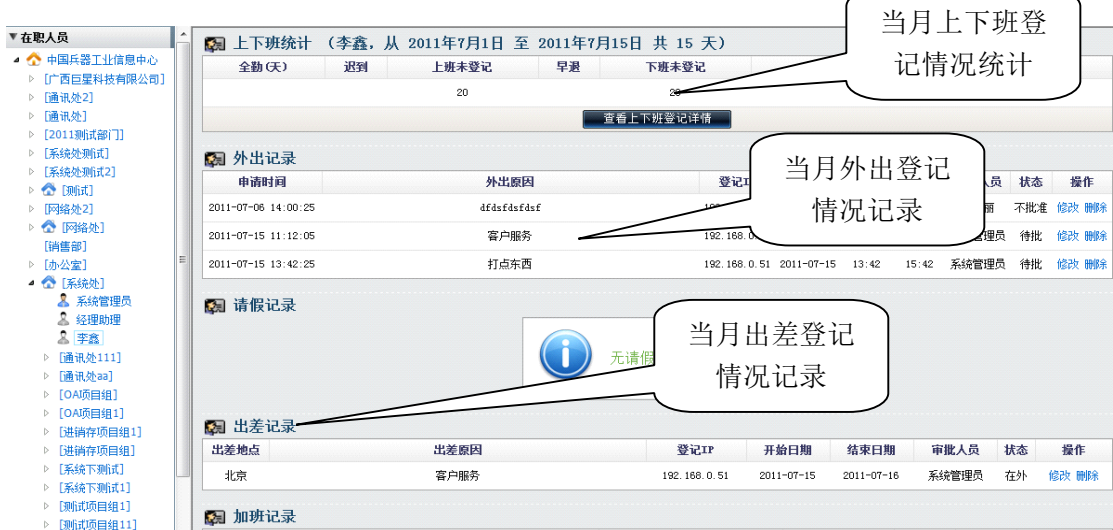 在职人员
中国兵器工业信息中心
[广西巨星科技有限公司]
[通讯处2]
[通讯处]
[2011测试部门]
[系统处测试]
[系统处测试2]
[测试]
[网络处2]
[网络处]
[销售部]
[办公室]
[系统处]
系统管理员
经理助理
李鑫
[通讯处111]
[通讯处aa]
[OA项目组]
[OA项目组1]
[进销存项目组1]
[进销存项目组]
[系统下测试]
[系统下测试1]
[测试项目组1]
[测试项目组11]
上下班统计 （李鑫，从 2011年7月1日 至 2011年7月15日 共 15 天）
全勤(天) 迟到 上班未登记 早退 下班未登记
20
查看上下班登记详情
当月上下班登
记情况统计
外出记录
申请时间 外出原因 状态 操作
2011-07-06 14:00:25 dfdsfdsfdsf 不批准 修改 删除
2011-07-15 11:12:05 客户服务 192.168.0 待批 修改 删除
2011-07-15 13:42:25 打点东西 192.168.0.51 2011-07-15 13:42 15:42 系统管理员 待批 修改 删除
当月外出登记
情况记录
请假记录
无请假
当月出差登记
情况记录
出差记录
出差地点 出差原因 登记IP 开始日期 结束日期 审批人员 状态 操作
北京 客户服务 192.168.0.51 2011-07-15 2011-07-16 系统管理员 在外 修改 删除
加班记录